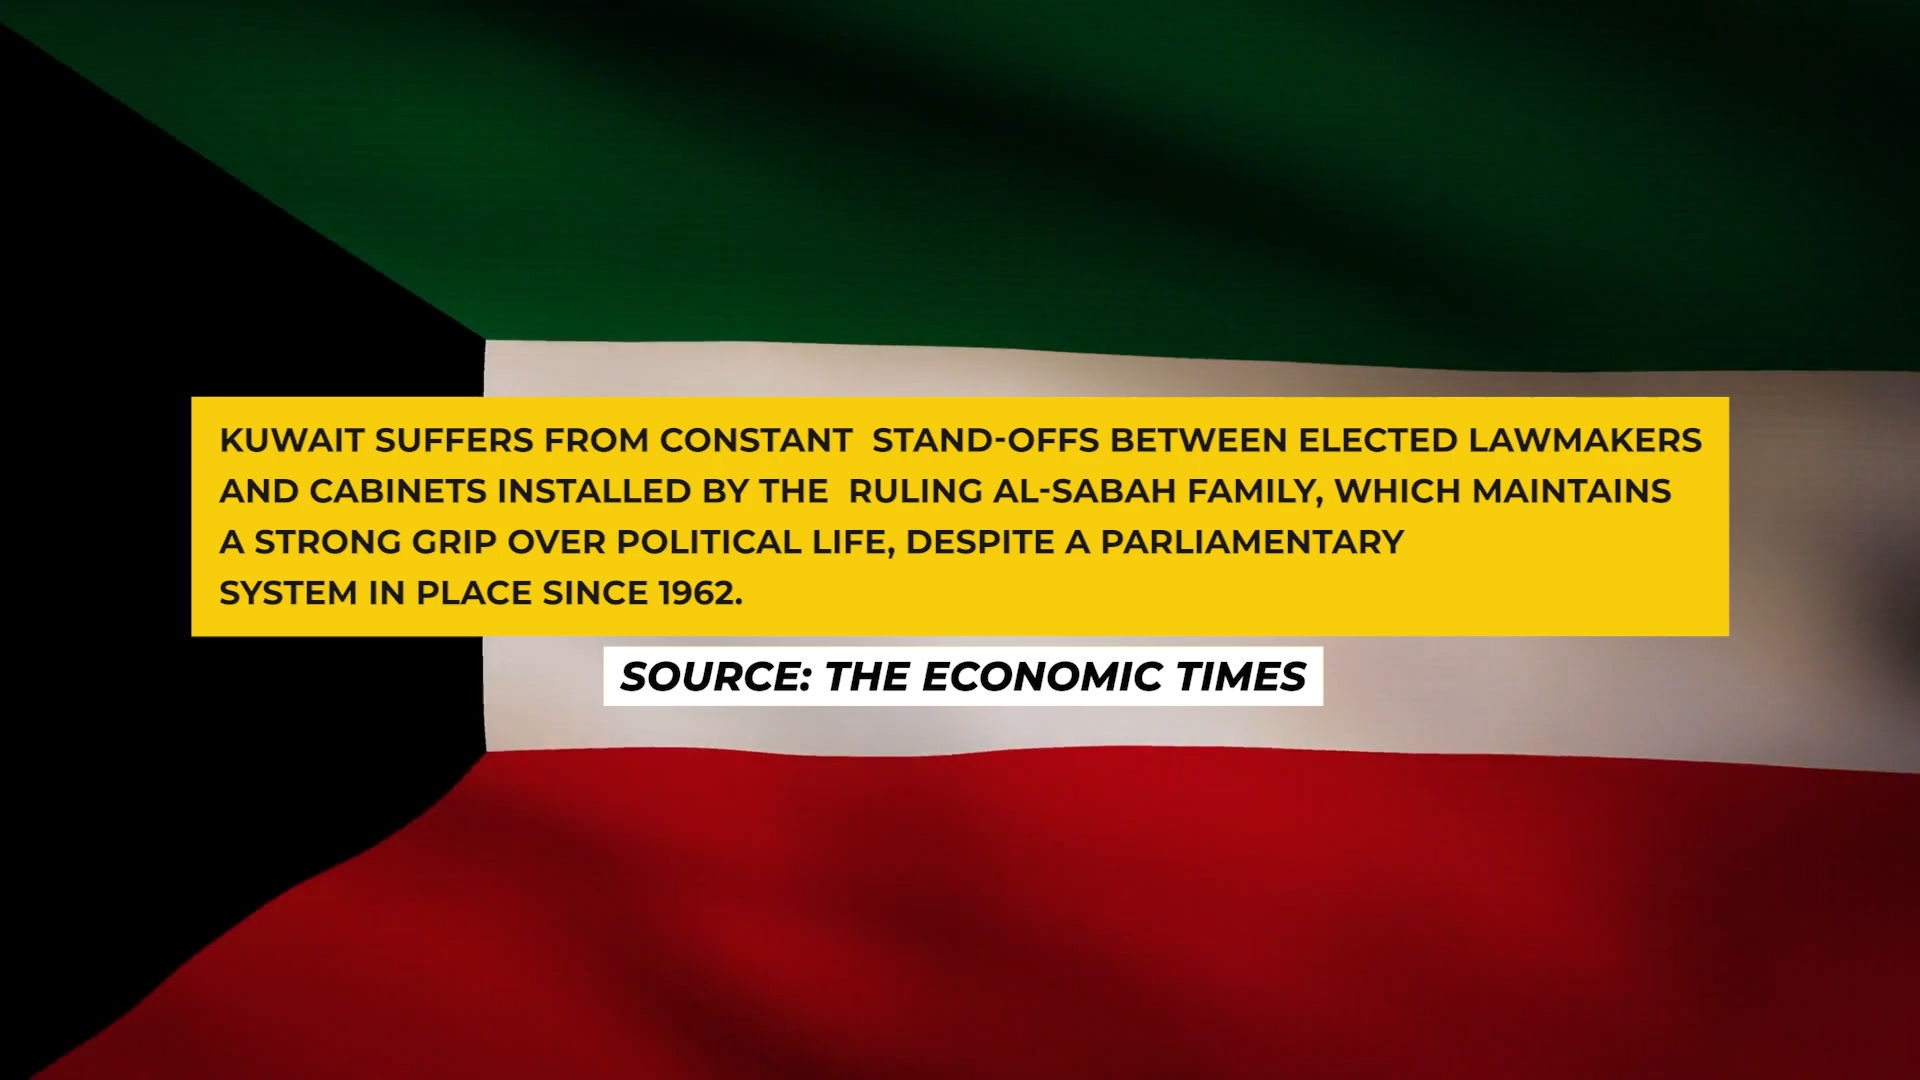 KUWAIT SUFFERS FROM CONSTANT  STAND-OFFS BETWEEN ELECTED LAWMAKERS
AND CABINETS INSTALLED BY THE  RULING AL-SABAH FAMILY, WHICH MAINTAINS
A STRONG GRIP OVER POLITICAL LIFE, DESPITE A PARLIAMENTARY
SYSTEM IN PLACE SINCE 1962.
SOURCE: THE ECONOMIC TIMES